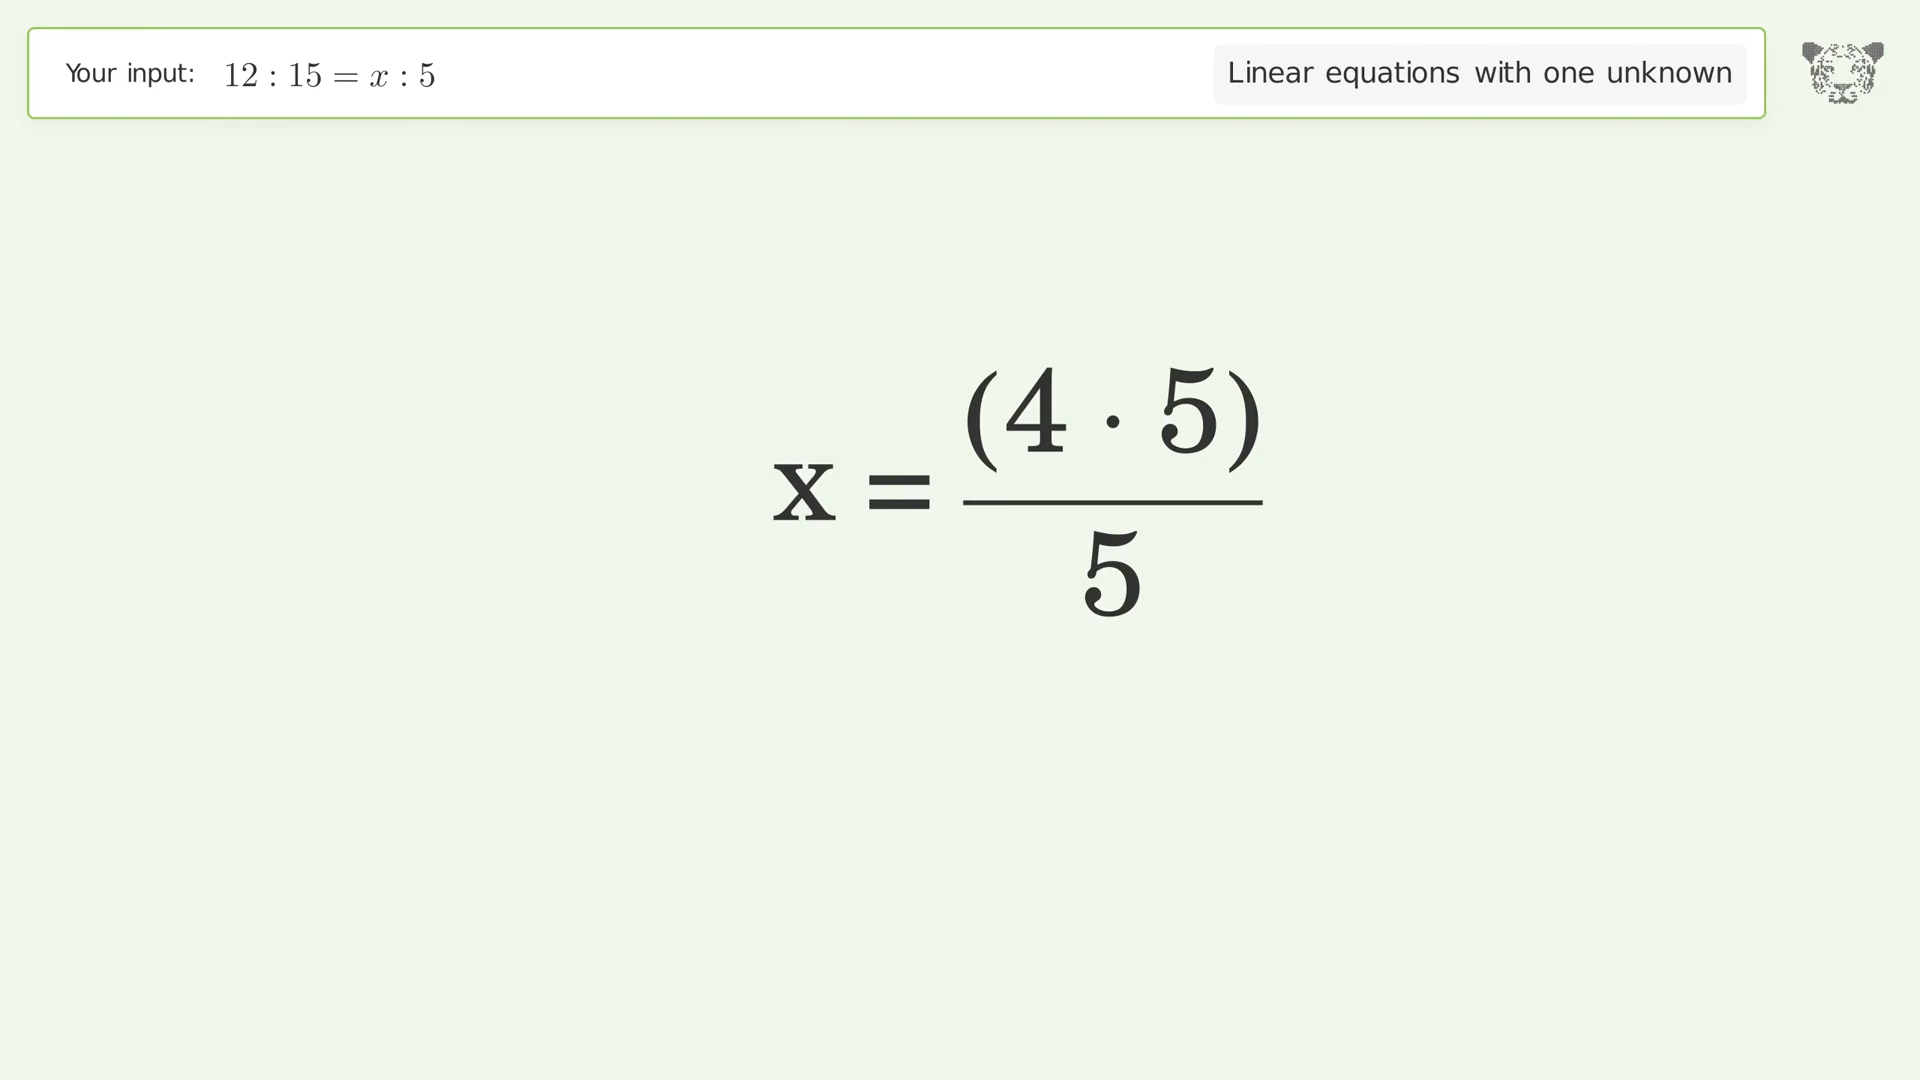 Your input: 12 : 15 = x : 5
Linear equations with one unknown
x = (4 · 5)
5